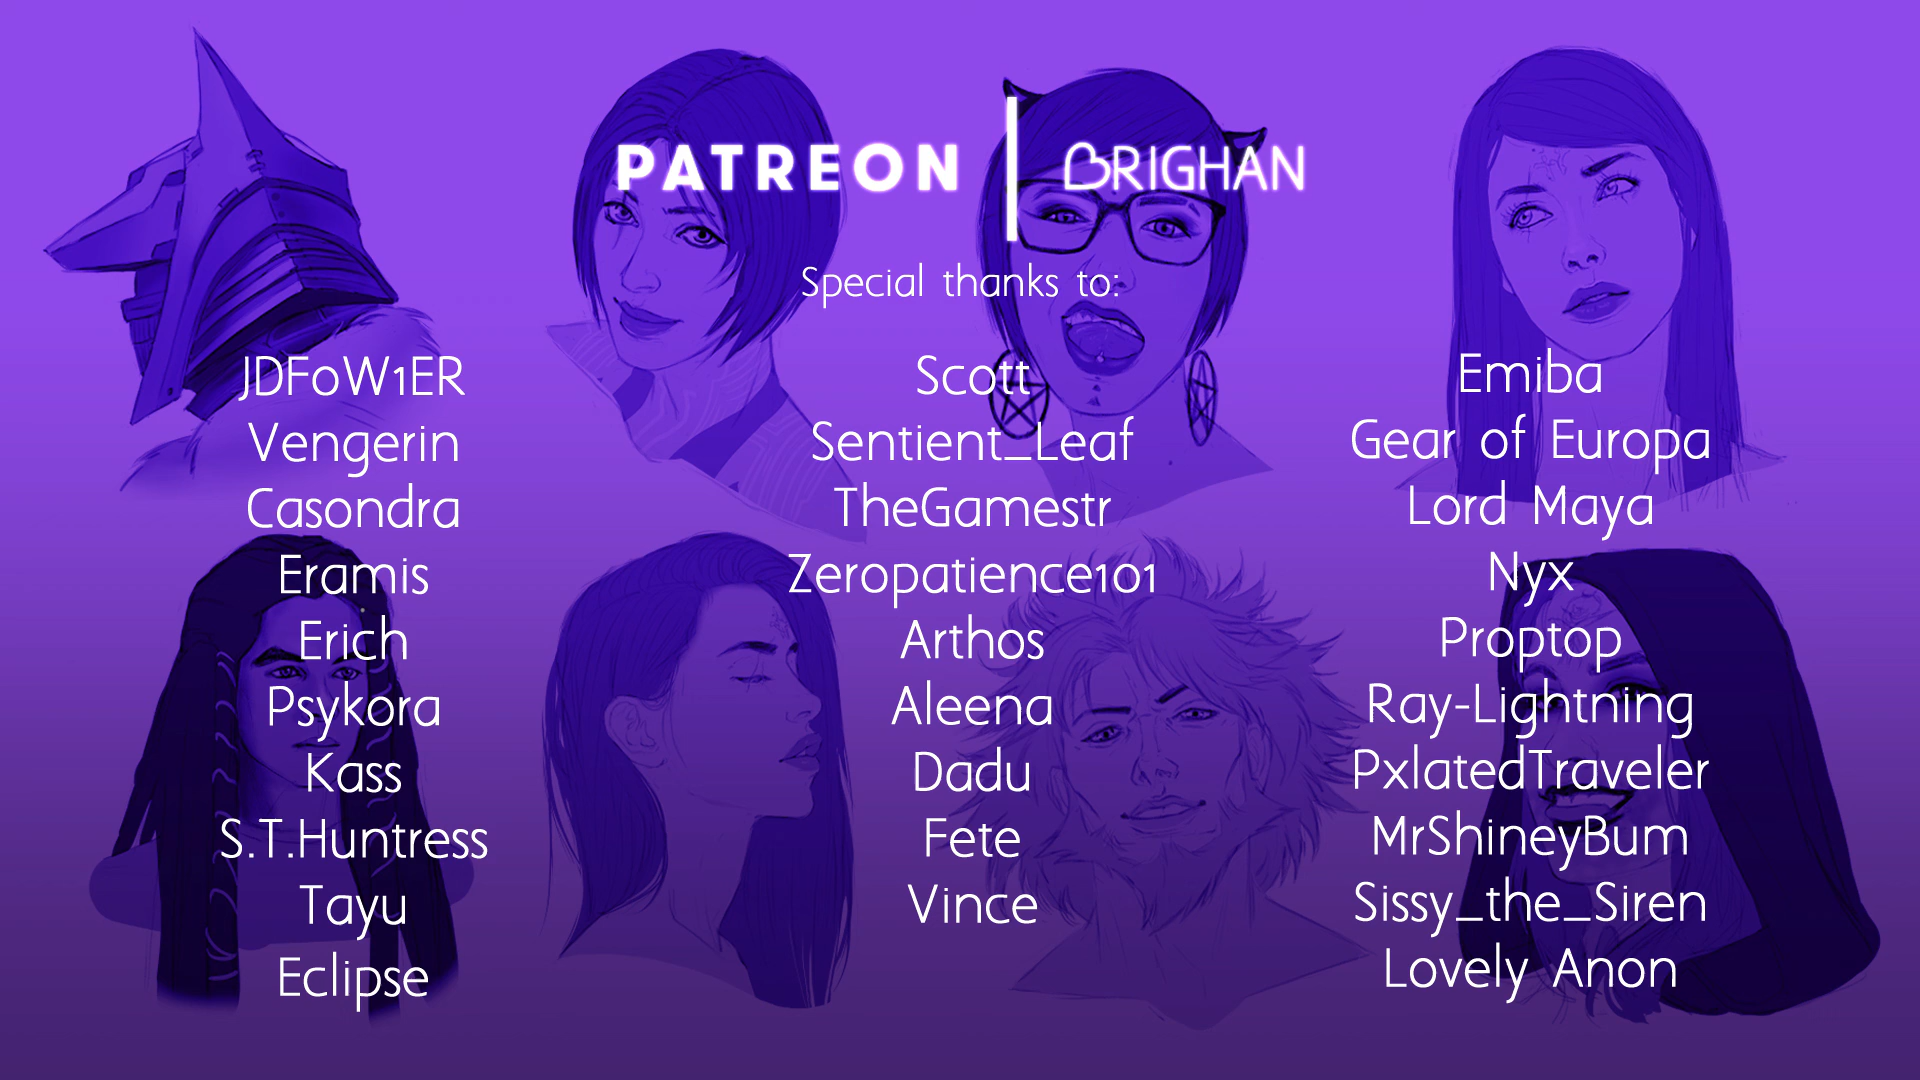 PATREON | BRIGHAN
Special thanks to:
JDFoW1ER
Vengerin
Casondra
Eramis
Erich
Psykora
Kass
S.T.Huntress
Tayu
Eclipse
Scott
Sentient_Leaf
TheGamestr
Zeropatience101
Arthos
Aleena
Dadu
Fete
Vince
Emiba
Gear of Europa
Lord Maya
Nyx
Proptop
Ray-Lightning
PxlatedTraveler
MrShineyBum
Sissy_the_Siren
Lovely Anon